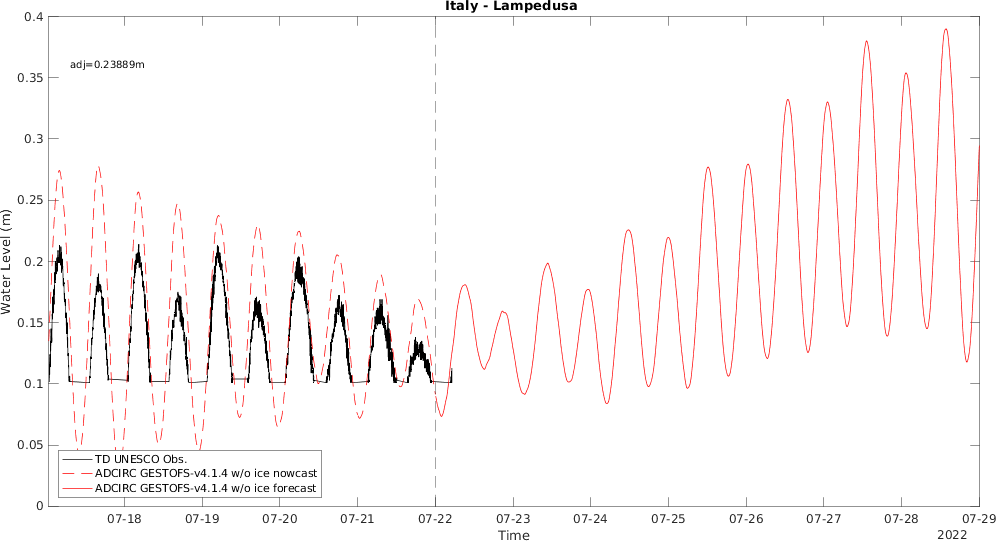 Italy - Lampedusa
0.4
0.35
0.3
0.25
0.2
0.15
0.1
0.05
0
Water Level (m)
adj=0.23889m
TD UNESCO Obs.
ADCIRC GESTOFS-v4.1.4 w/o ice nowcast
ADCIRC GESTOFS-v4.1.4 w/o ice forecast
07-18 07-19 07-20 07-21 07-22 07-23 07-24 07-25 07-26 07-27 07-28 07-29
Time
2022